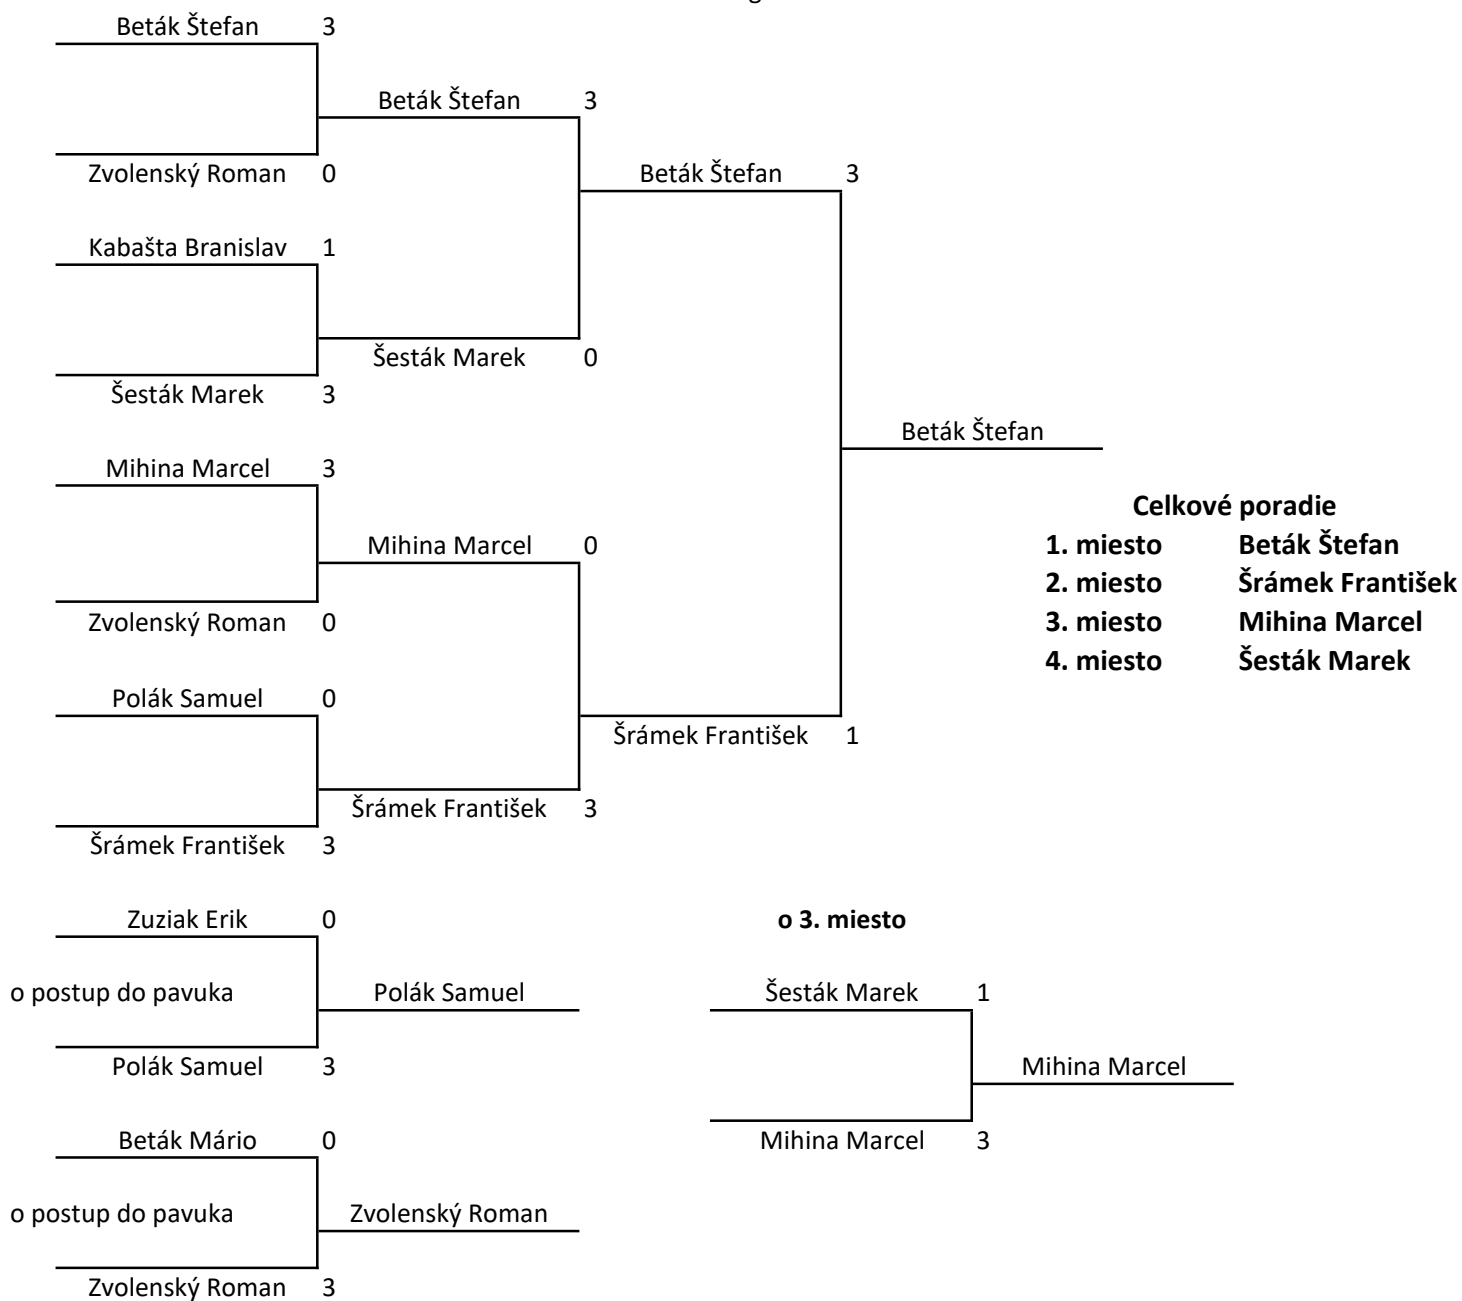 Beták Štefan 3
Beták Štefan 3
Zvolenský Roman 0
Beták Štefan 3
Kabašta Branislav 1
Šesták Marek 0
Šesták Marek 3
Beták Štefan
Mihina Marcel 3
Celkové poradie
Mihina Marcel 0
1. miesto Beták Štefan
2. miesto Šrámek František
Zvolenský Roman 0
3. miesto Mihina Marcel
4. miesto Šesták Marek
Polák Samuel 0
Šrámek František 1
Šrámek František 3
Šrámek František 3
Zuziak Erik 0
o 3. miesto
o postup do pavuka
Polák Samuel
Šesták Marek 1
Polák Samuel 3
Mihina Marcel
Beták Mário 0
Mihina Marcel 3
o postup do pavuka
Zvolenský Roman
Zvolenský Roman 3